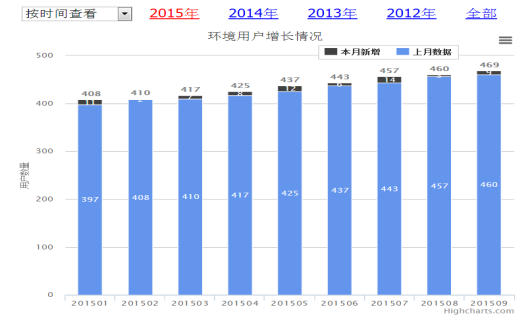 按时间查看 2015年 2014年 2013年 2012年 全部
环境用户增长情况
本月新增 上月数据
用户数量
500
400
300
200
100
0
408 410 417 425 437 443 457 460 469
11 2 7 8 12 6 14 3 9
397 408 410 417 425 437 443 457 460
201501 201502 201503 201504 201505 201506 201507 201508 201509
Highcharts.com